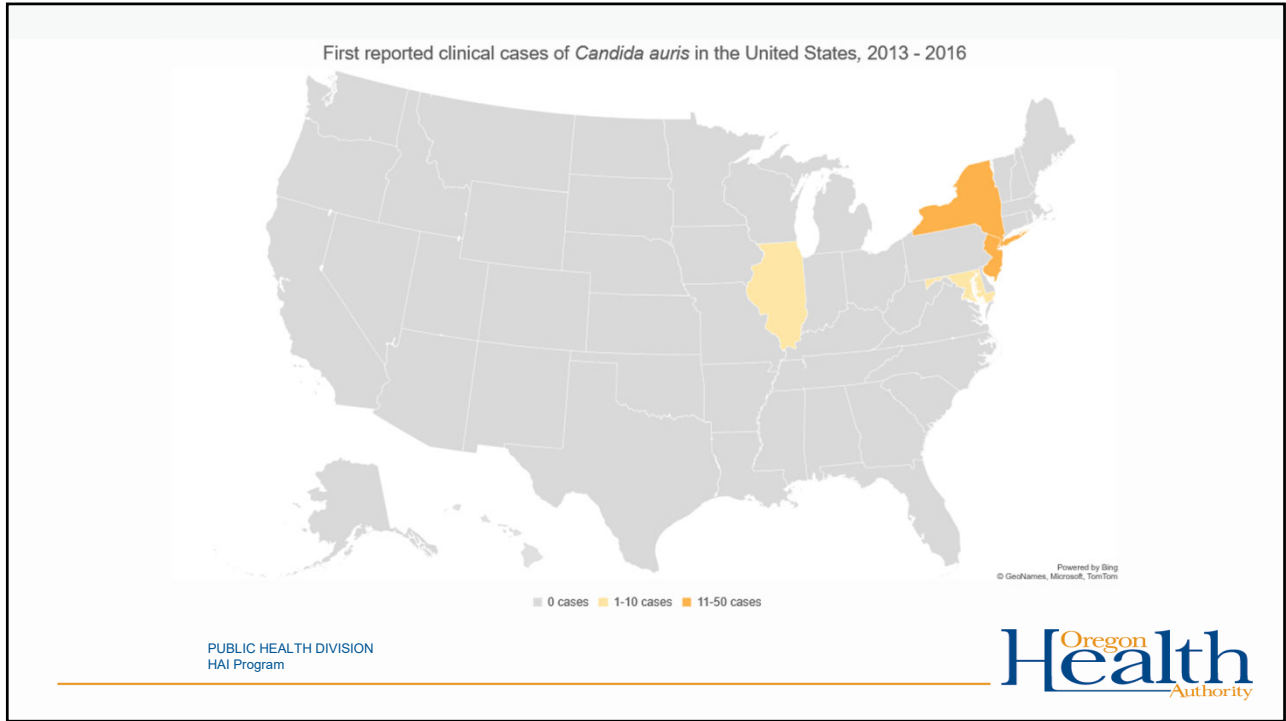 First reported clinical cases of Candida auris in the United States, 2013 - 2016
Powered by Bing
© GeoNames, Microsoft, TomTom
0 cases 1-10 cases 11-50 cases
PUBLIC HEALTH DIVISION
HAI Program
Oregon
Health
Authority